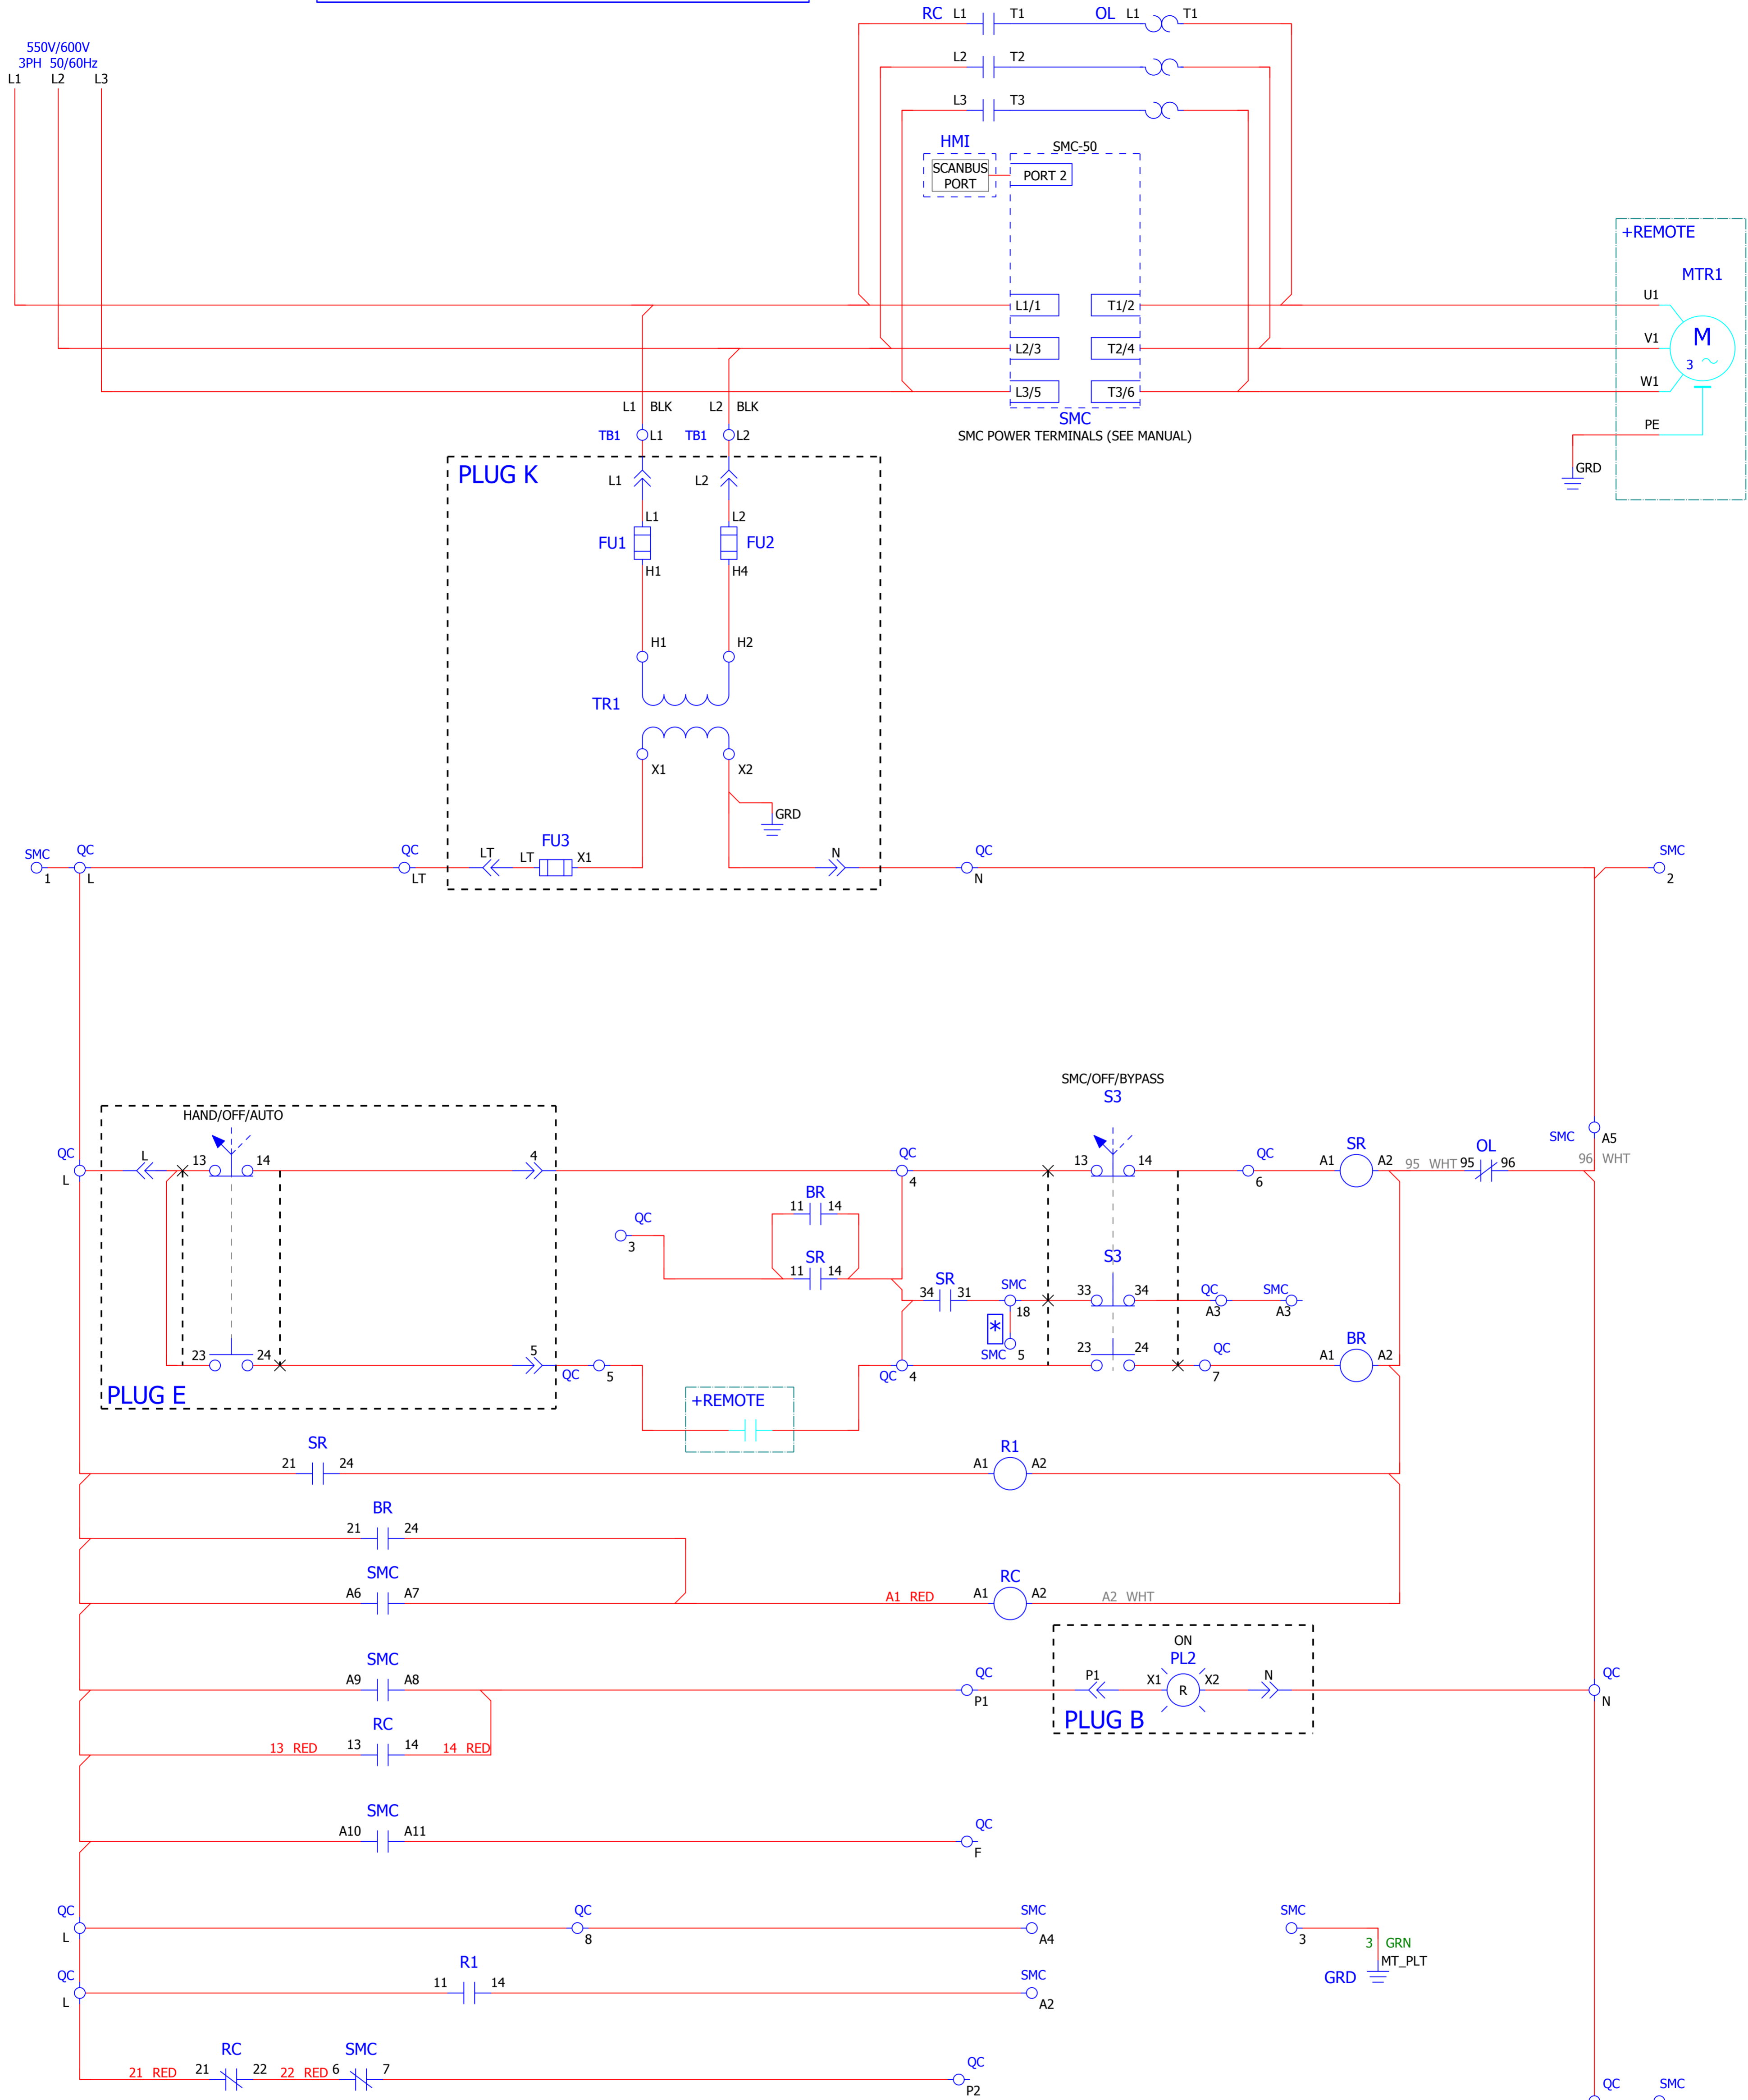 RC L1 T1 OL L1 T1
550V/600V
3PH 50/60Hz
L1 L2 L3
L2 T2
L3 T3
HMI
SMC-50
SCANBUS
PORT
PORT 2
+REMOTE
MTR1
L1/1 T1/2 U1
L2/3 T2/4 V1
M
3
L3/5 T3/6 W1
L1 BLK L2 BLK
SMC
SMC POWER TERMINALS (SEE MANUAL)
PE
TB1 L1 TB1 L2
GRD
PLUG K
L1 L2
L1 L2
FU1 FU2
H1 H4
H1 H2
TR1
X1 X2
GRD
SMC QC QC FU3 QC SMC
LT LT X1 N
1 L LT N 2
SMC/OFF/BYPASS
S3
HAND/OFF/AUTO
SMC A5
QC L 13 14 4 QC 13 14 QC SR OL
A1 A2 95 WHT 95 96 96 WHT
L 4 6
BR
11 14
QC
3
SR
11 14
S3
SR SMC
34 31 33 34 QC SMC
18 A3 A3
*
SMC 5
23 24 5 23 24 QC BR
A1 A2
QC 5 QC 4 7
PLUG E
+REMOTE
SR R1
21 24 A1 A2
BR
21 24
SMC RC
A6 A7 A1 RED A1 A2 A2 WHT
ON
PL2
SMC QC QC
A9 A8 P1 X1 X2 N
R
P1 N
PLUG B
RC
13 RED 13 14 14 RED
SMC QC
A10 A11
F
QC QC SMC SMC
L 8 A4 3
3 GRN
MT_PLT
GRD
QC R1 SMC
11 14
L A2
RC SMC QC
21 RED 21 22 22 RED 6 7
P2
QC SMC